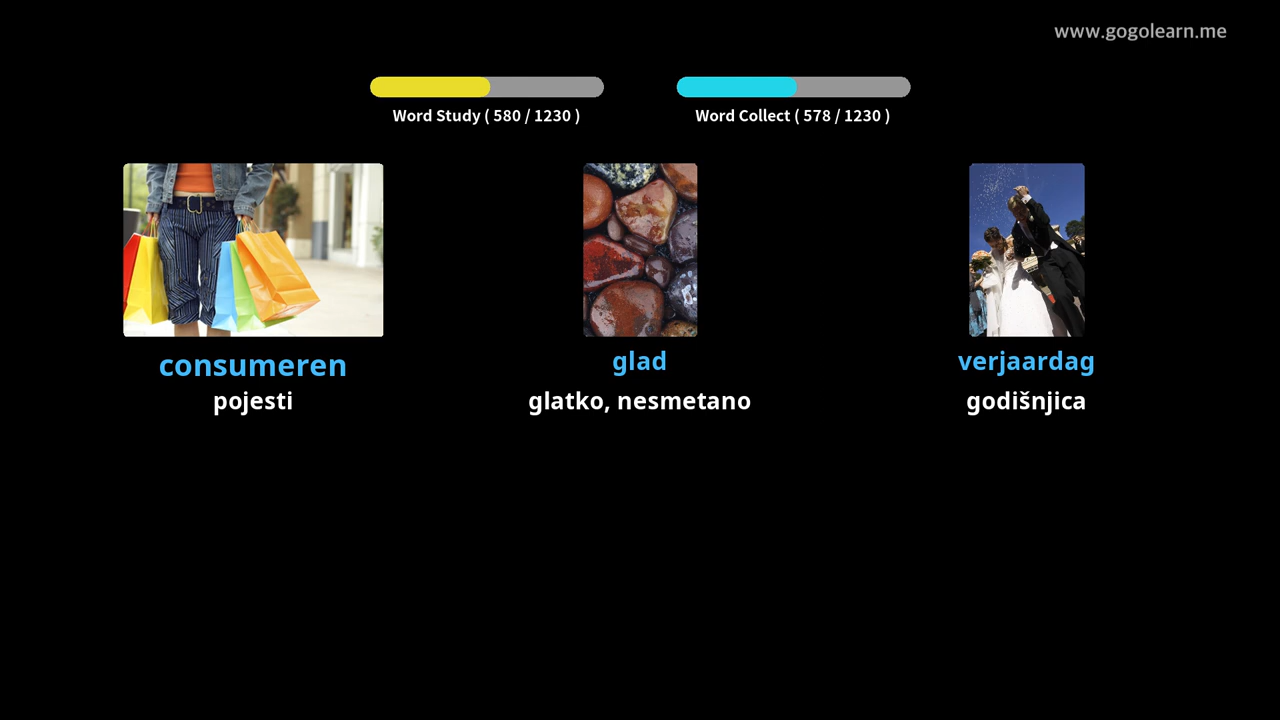 www.gogolearn.me
Word Study ( 580 / 1230 )
Word Collect ( 578 / 1230 )
consumeren
pojesti
glad
glatko, nesmetano
verjaardag
godišnjica